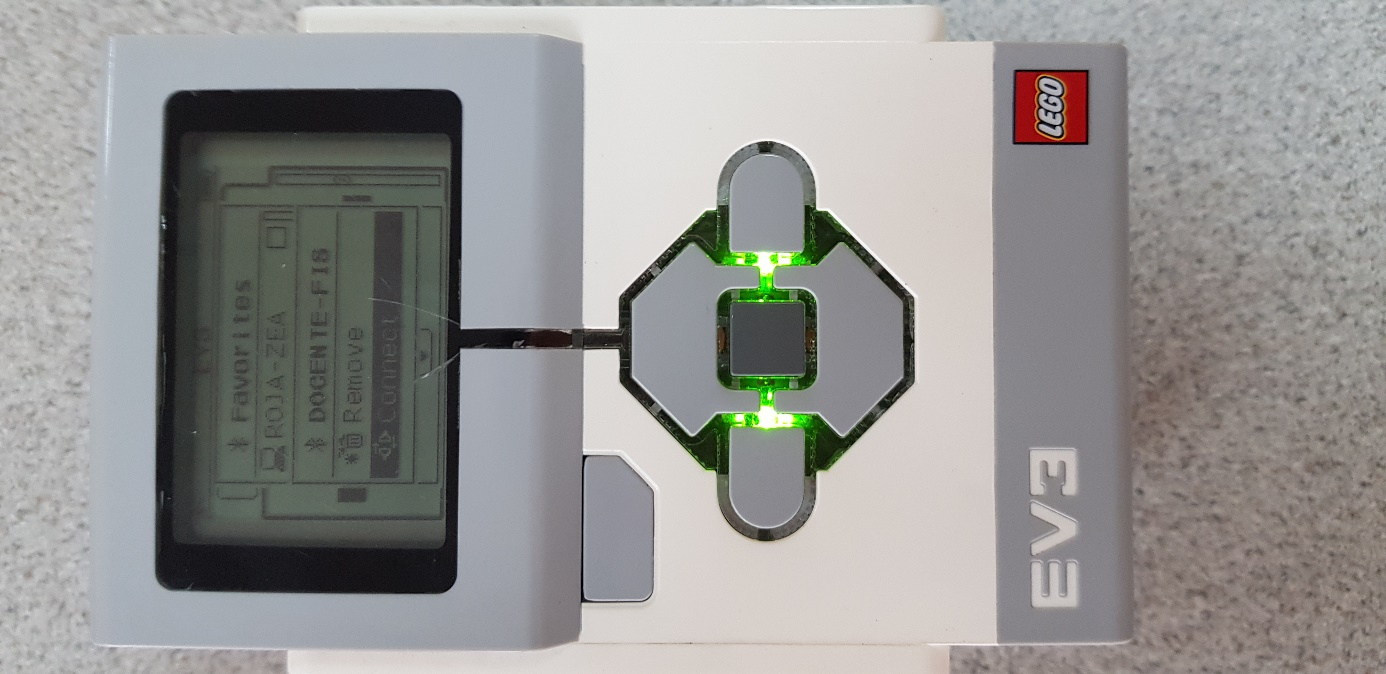 EV3
Favorites
ROJA-ZEA
DOCENTE-FIS
Remove
Connect
LEGO
EV3